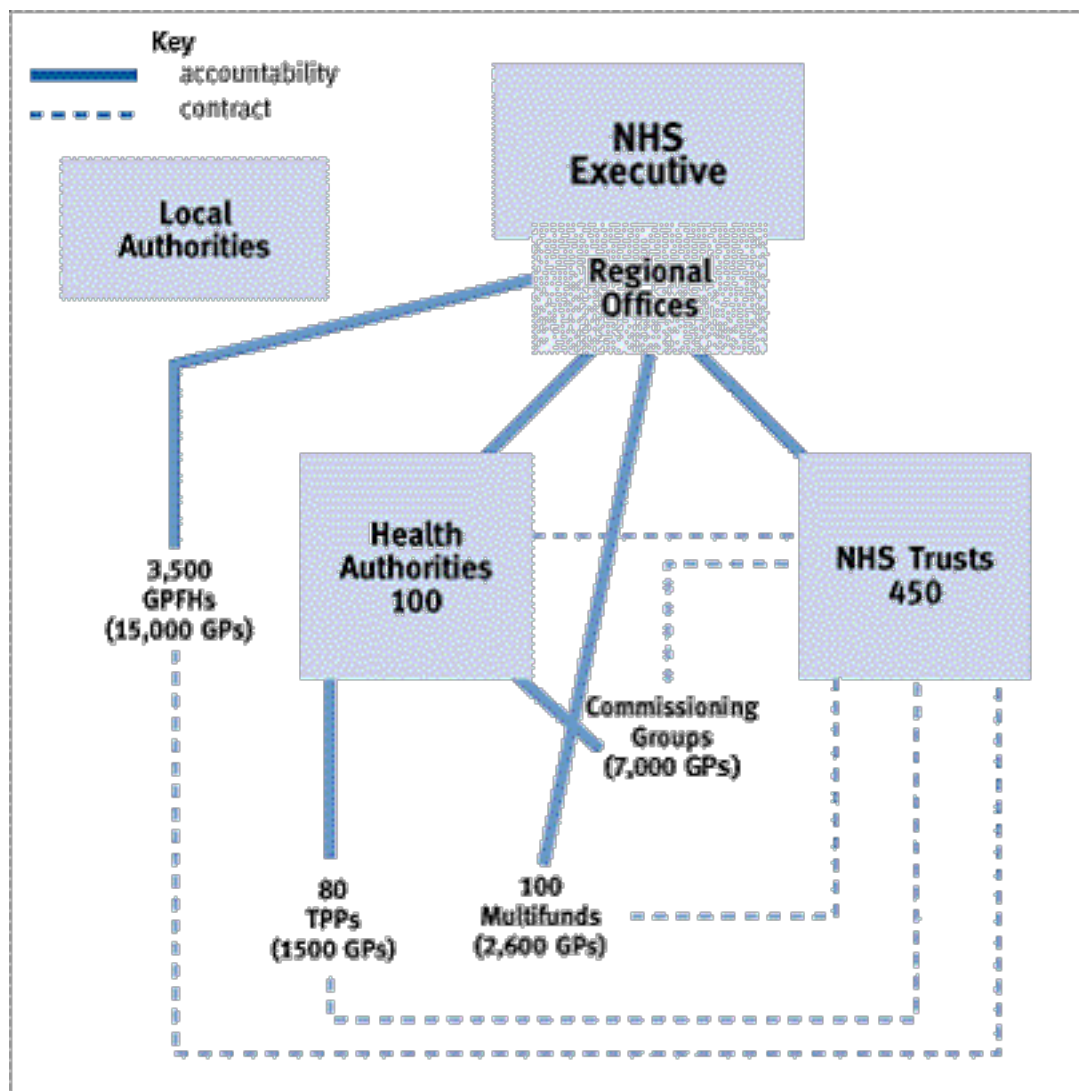 Key
accountability
contract
NHS
Executive
Local
Authorities
Regional
Offices
Health
Authorities
100
NHS Trusts
450
3,500
GPFHs
(15,000 GPs)
Commissioning
Groups
(7,000 GPs)
80
TPPs
(1500 GPs)
100
Multifunds
(2,600 GPs)